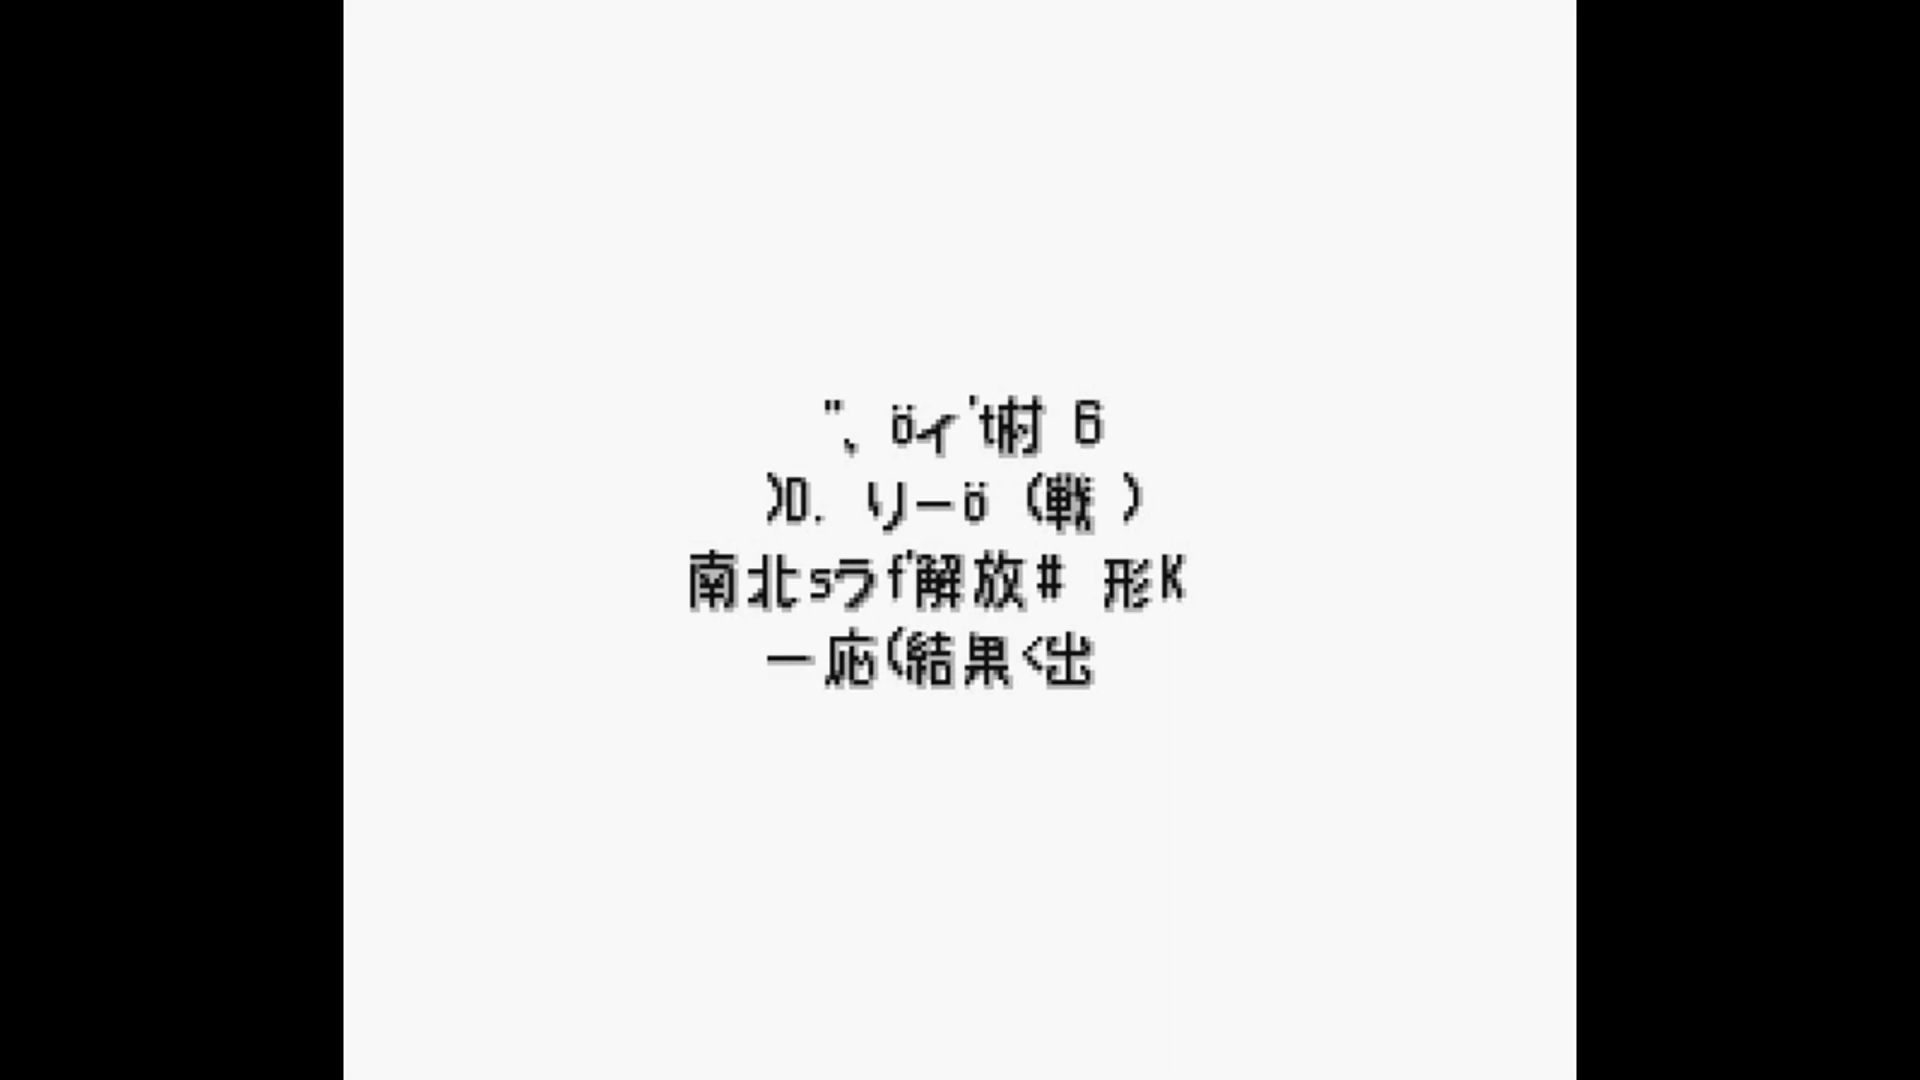 "、 öィ't村 6
)0. リーö (戦 )
南北sラf'解放# 形K
一応(結果<出